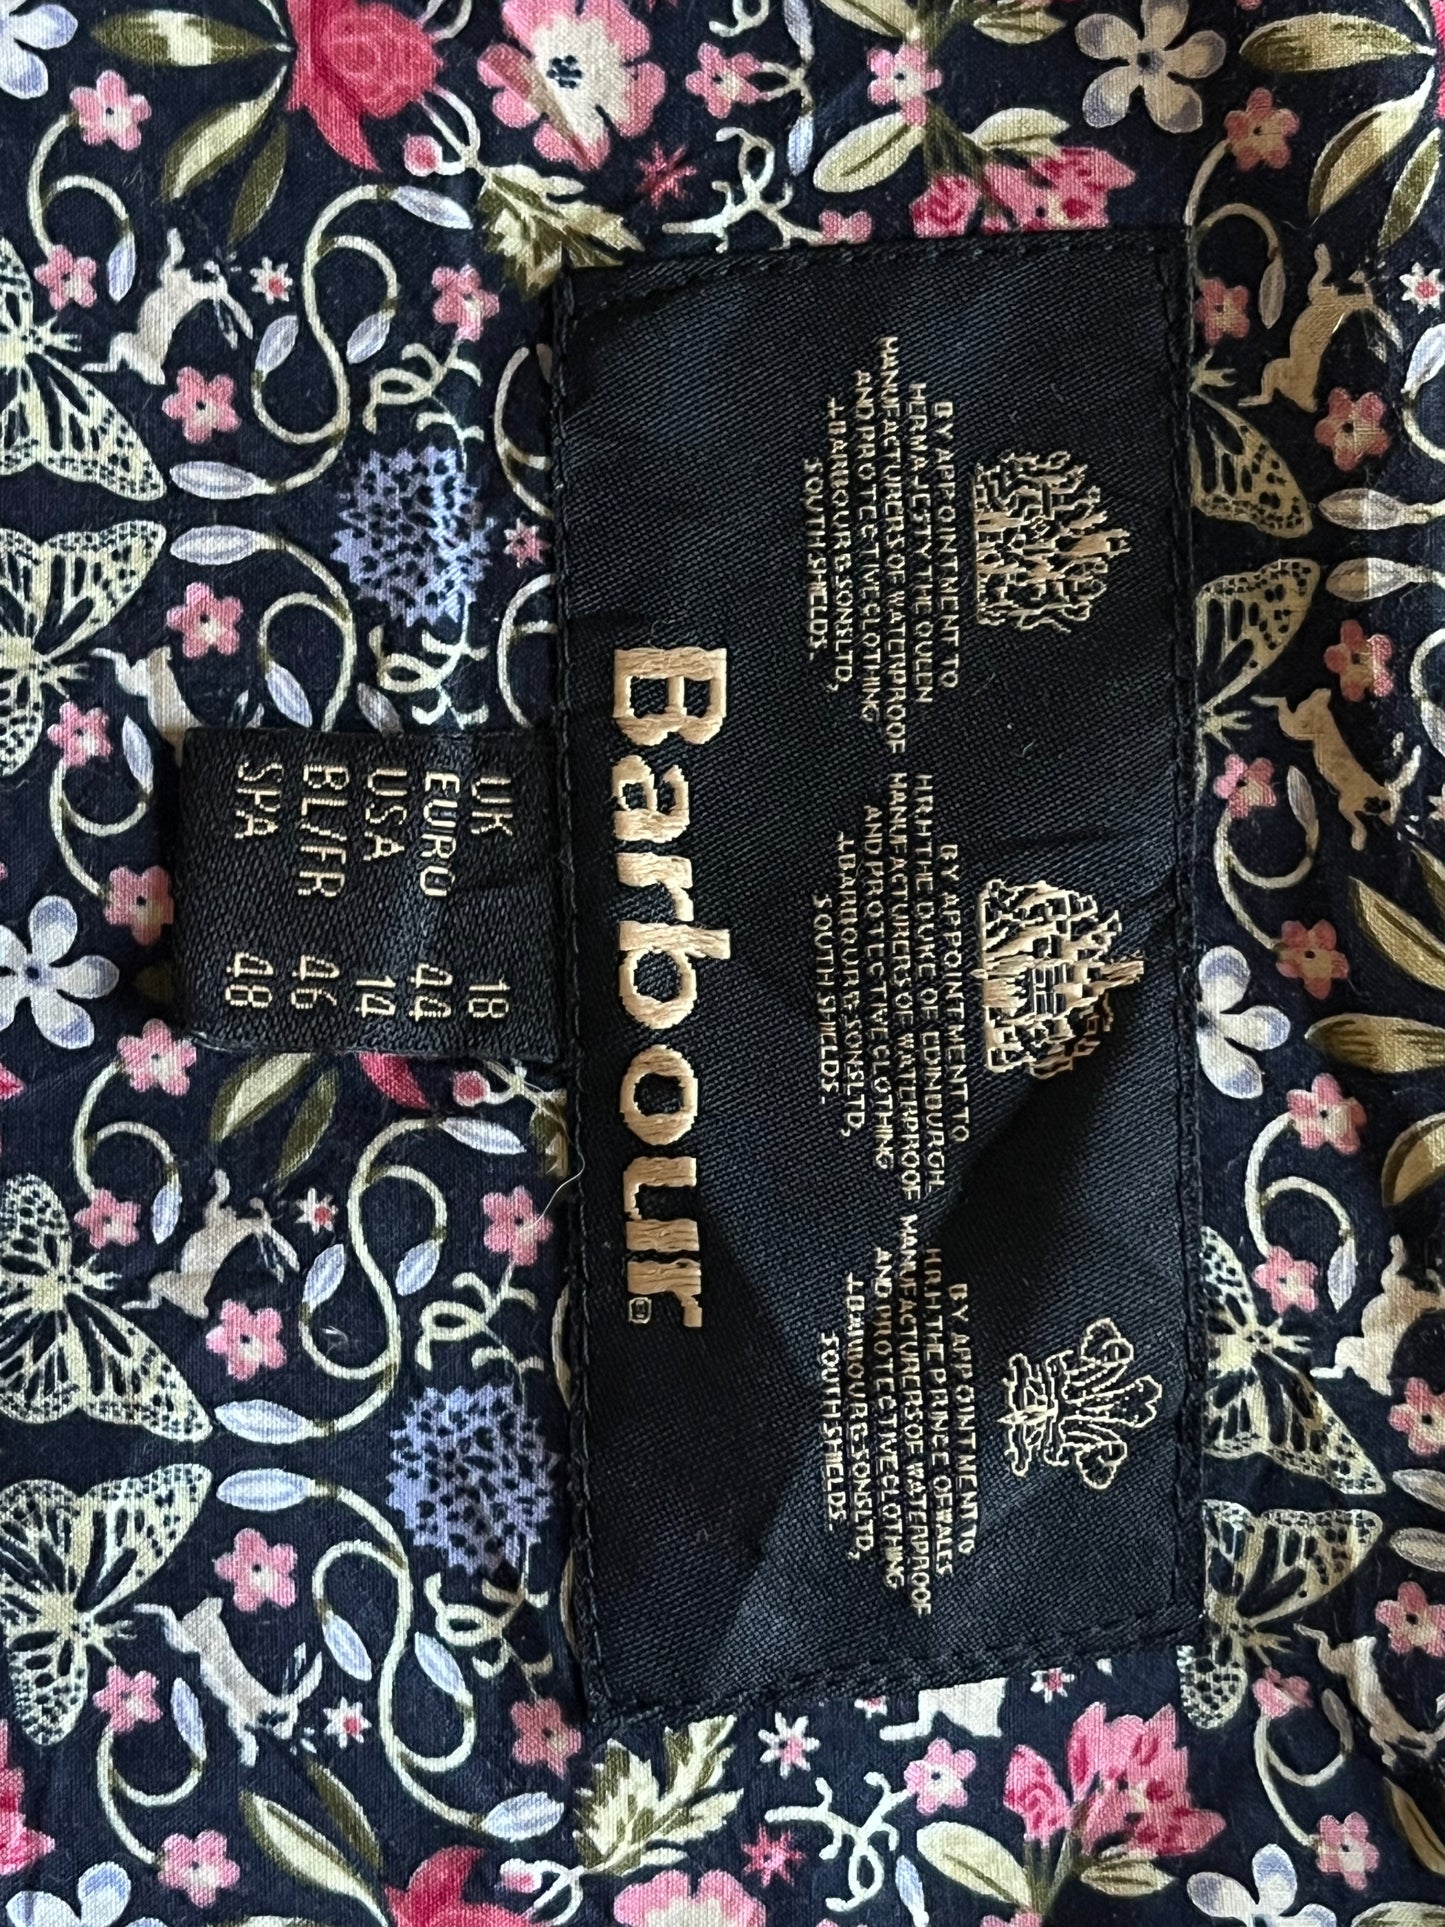 BY APPOINTMENT TO
HER MAJESTY THE QUEEN
MANUFACTURERS OF WATERPROOF
AND PROTECTIVE CLOTHING
J.BARBOUR & SONS LTD,
SOUTH SHIELDS.
BY APPOINTMENT TO
H.R.H THE DUKE OF EDINBURGH,
MANUFACTURERS OF WATERPROOF
AND PROTECTIVE CLOTHING
J.BARBOUR & SONS LTD,
SOUTH SHIELDS.
BY APPOINTMENT TO
H.R.H THE PRINCE OF WALES
MANUFACTURERS OF WATERPROOF
AND PROTECTIVE CLOTHING
J.BARBOUR & SONS LTD,
SOUTH SHIELDS.
Barbour®
UK 18
EURO 44
USA 14
BL/FR 46
SPA 48